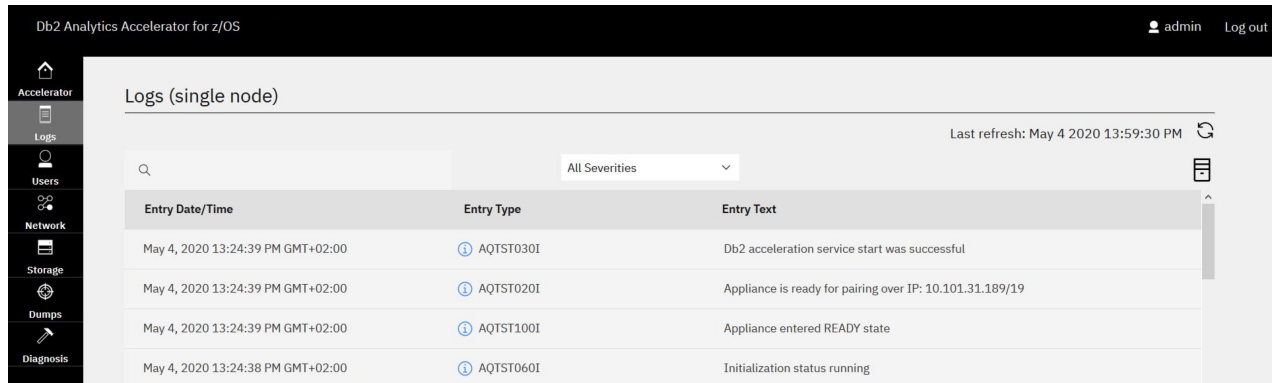 Db2 Analytics Accelerator for z/OS
admin
Log out
Accelerator
Logs
Users
Network
Storage
Dumps
Diagnosis
Logs (single node)
Last refresh: May 4 2020 13:59:30 PM
All Severities
Entry Date/Time Entry Type Entry Text
May 4, 2020 13:24:39 PM GMT+02:00 AQTST030I Db2 acceleration service start was successful
May 4, 2020 13:24:39 PM GMT+02:00 AQTST020I Appliance is ready for pairing over IP: 10.101.31.189/19
May 4, 2020 13:24:39 PM GMT+02:00 AQTST100I Appliance entered READY state
May 4, 2020 13:24:38 PM GMT+02:00 AQTST060I Initialization status running